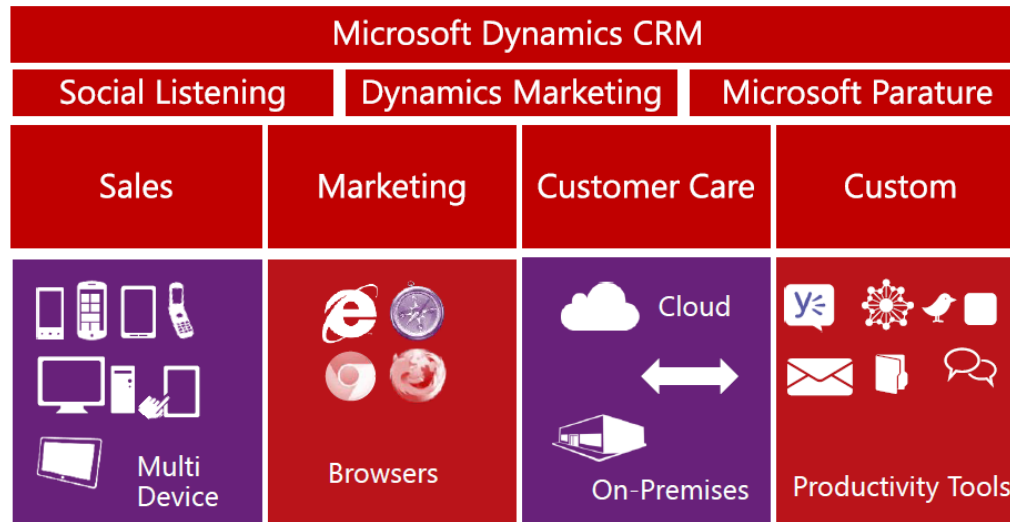 Microsoft Dynamics CRM
Social Listening
Dynamics Marketing
Microsoft Parature
Sales
Marketing
Customer Care
Custom
Multi
Device
Browsers
Cloud
On-Premises
Productivity Tools